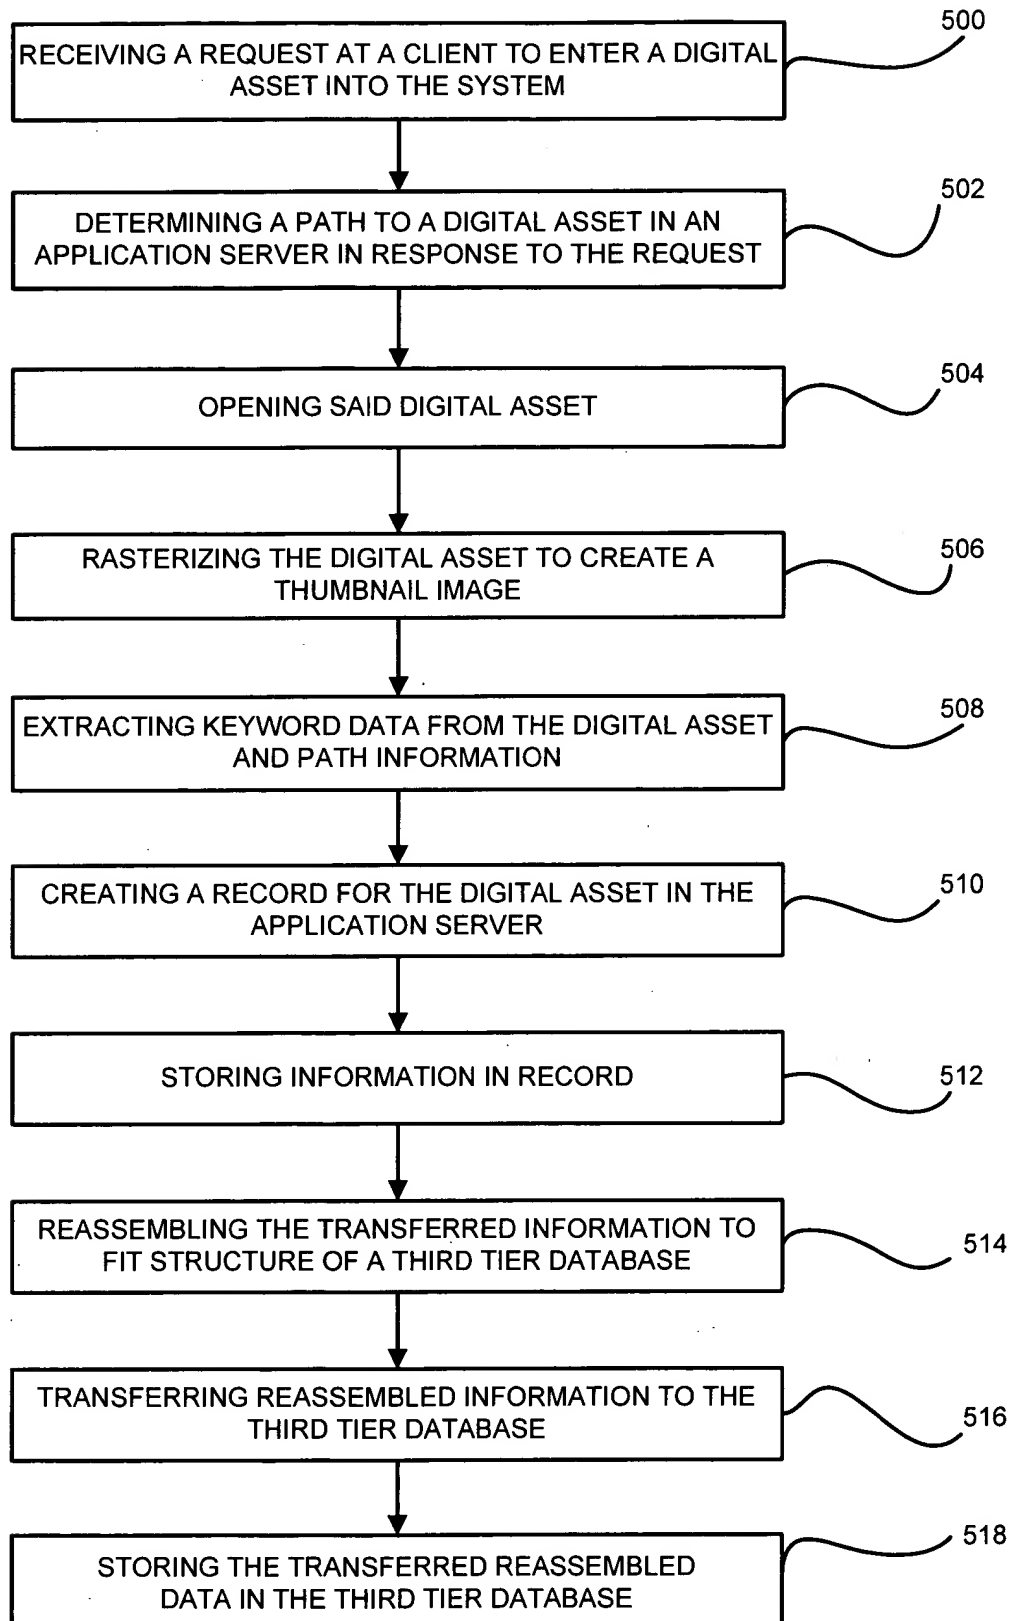 500
RECEIVING A REQUEST AT A CLIENT TO ENTER A DIGITAL
ASSET INTO THE SYSTEM
502
DETERMINING A PATH TO A DIGITAL ASSET IN AN
APPLICATION SERVER IN RESPONSE TO THE REQUEST
504
OPENING SAID DIGITAL ASSET
506
RASTERIZING THE DIGITAL ASSET TO CREATE A
THUMBNAIL IMAGE
508
EXTRACTING KEYWORD DATA FROM THE DIGITAL ASSET
AND PATH INFORMATION
510
CREATING A RECORD FOR THE DIGITAL ASSET IN THE
APPLICATION SERVER
512
STORING INFORMATION IN RECORD
514
REASSEMBLING THE TRANSFERRED INFORMATION TO
FIT STRUCTURE OF A THIRD TIER DATABASE
516
TRANSFERRING REASSEMBLED INFORMATION TO THE
THIRD TIER DATABASE
518
STORING THE TRANSFERRED REASSEMBLED
DATA IN THE THIRD TIER DATABASE